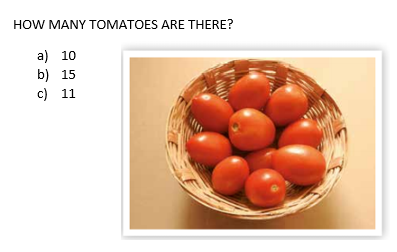 HOW MANY TOMATOES ARE THERE?
a) 10
b) 15
c) 11